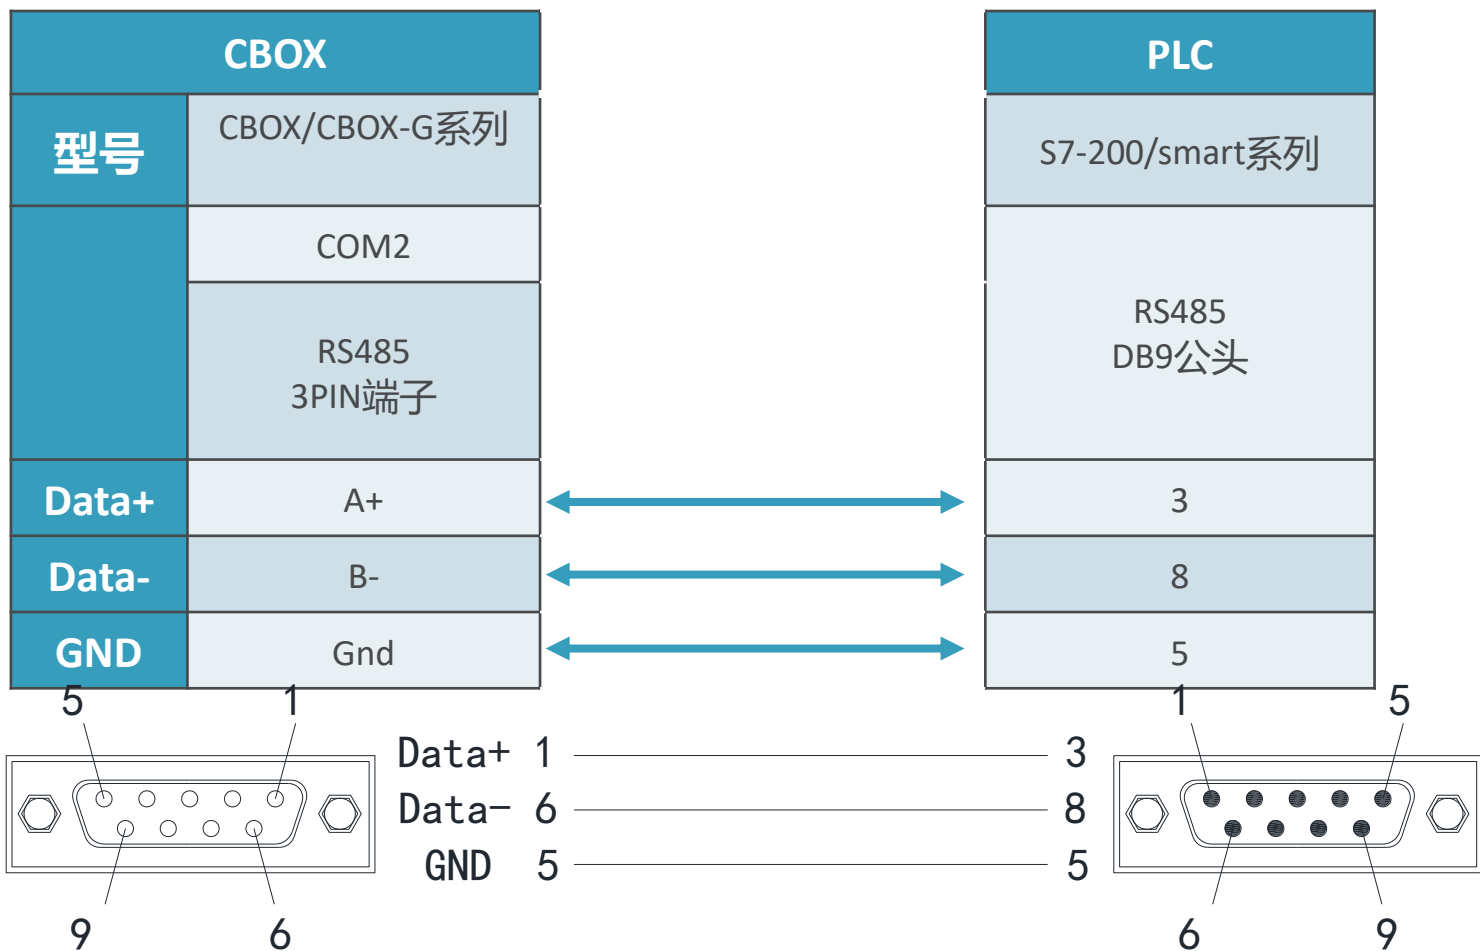 CBOX
PLC
型号
CBOX/CBOX-G系列
S7-200/smart系列
COM2
RS485
3PIN端子
RS485
DB9公头
Data+
A+
3
Data-
B-
8
GND
Gnd
5
5
1
1
5
Data+ 1
3
Data- 6
8
GND 5
5
9
6
6
9